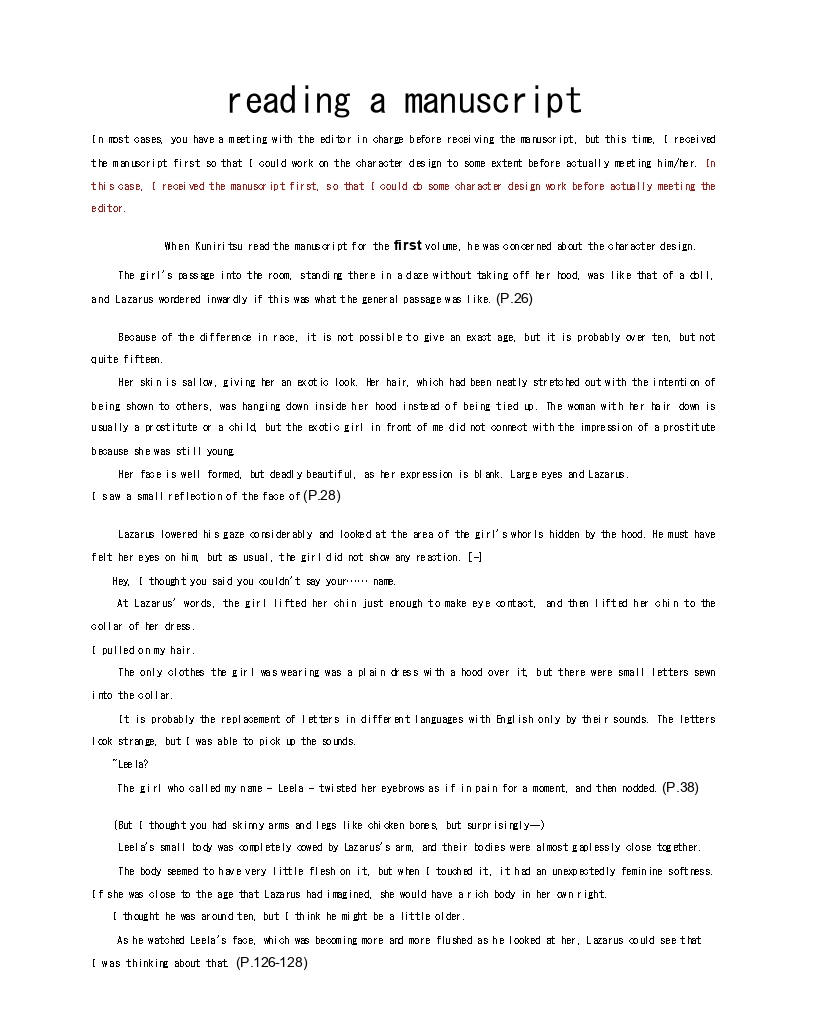 reading a manuscript
In most cases, you have a meeting with the editor in charge before receiving the manuscript, but this time, I received
the manuscript first so that I could work on the character design to some extent before actually meeting him/her. In
this case, I received the manuscript first, so that I could do some character design work before actually meeting the
editor.
When Kuniritsu read the manuscript for the first volume, he was concerned about the character design.
The girl's passage into the room, standing there in a daze without taking off her hood, was like that of a doll,
and Lazarus wondered inwardly if this was what the general passage was like. (P.26)
Because of the difference in race, it is not possible to give an exact age, but it is probably over ten, but not
quite fifteen.
Her skin is sallow, giving her an exotic look. Her hair, which had been neatly stretched out with the intention of
being shown to others, was hanging down inside her hood instead of being tied up. The woman with her hair down is
usually a prostitute or a child, but the exotic girl in front of me did not connect with the impression of a prostitute
because she was still young.
Her face is well formed, but deadly beautiful, as her expression is blank. Large eyes and Lazarus.
I saw a small reflection of the face of (P.28)
Lazarus lowered his gaze considerably and looked at the area of the girl's whorls hidden by the hood. He must have
felt her eyes on him, but as usual, the girl did not show any reaction. [-]
Hey, I thought you said you couldn't say your…… name.
At Lazarus' words, the girl lifted her chin just enough to make eye contact, and then lifted her chin to the
collar of her dress.
I pulled on my hair.
The only clothes the girl was wearing was a plain dress with a hood over it, but there were small letters sewn
into the collar.
It is probably the replacement of letters in different languages with English only by their sounds. The letters
look strange, but I was able to pick up the sounds.
~Leela?
The girl who called my name - Leela - twisted her eyebrows as if in pain for a moment, and then nodded. (P.38)
(But I thought you had skinny arms and legs like chicken bones, but surprisingly—)
Leela's small body was completely cowed by Lazarus's arm, and their bodies were almost gaplessly close together.
The body seemed to have very little flesh on it, but when I touched it, it had an unexpectedly feminine softness.
If she was close to the age that Lazarus had imagined, she would have a rich body in her own right.
I thought he was around ten, but I think he might be a little older.
As he watched Leela's face, which was becoming more and more flushed as he looked at her, Lazarus could see that
I was thinking about that. (P.126-128)